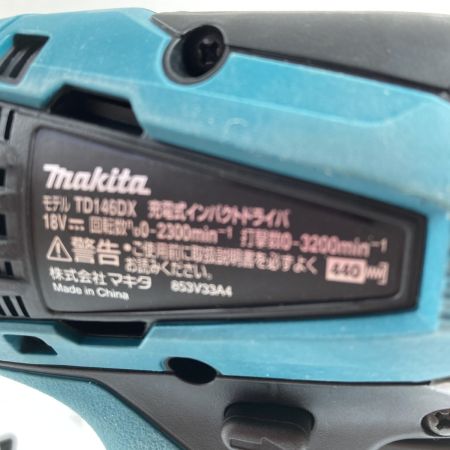 makita
モデル TD146DX 充電式インパクトドライバ
18V⎓ 回転数n₀0-2300min⁻¹ 打撃数0-3200min⁻¹
⚠警告・ご使用前に取扱説明書を必ずよく
お読みください。
440mm
株式会社マキタ 853V33A4
Made in China